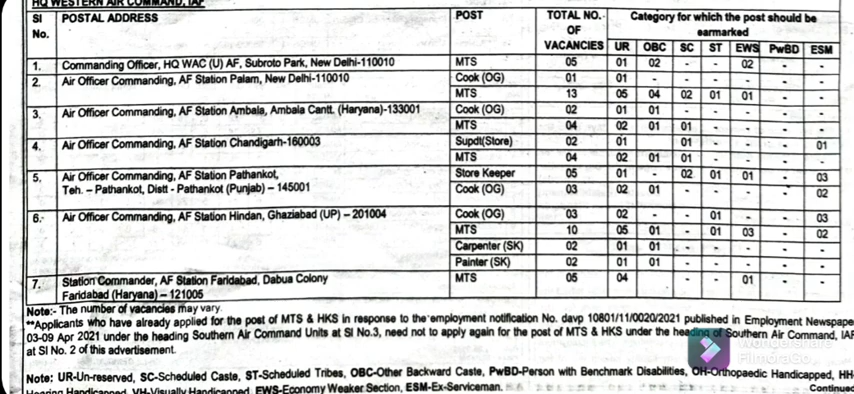 HQ WESTERN AIR COMMAND, IAF
Sl No. POSTAL ADDRESS POST TOTAL NO. OF VACANCIES Category for which the post should be earmarked
UR OBC SC ST EWS PwBD ESM
1. Commanding Officer, HQ WAC (U) AF, Subroto Park, New Delhi-110010 MTS 05 01 02 - - 02 - -
2. Air Officer Commanding, AF Station Palam, New Delhi-110010 Cook (OG) 01 01 - - - - - -
MTS 13 05 04 02 01 01 - -
3. Air Officer Commanding, AF Station Ambala, Ambala Cantt. (Haryana)-133001 Cook (OG) 02 01 01 - - - - -
MTS 04 02 01 01 - - - -
4. Air Officer Commanding, AF Station Chandigarh-160003 Supdt(Store) 02 01 01 - - - 01
MTS 04 02 01 01 - - - -
5. Air Officer Commanding, AF Station Pathankot, Store Keeper 05 01 - 02 01 01 - 03
Teh. – Pathankot, Distt - Pathankot (Punjab) – 145001 Cook (OG) 03 02 01 - - - - 02
6. Air Officer Commanding, AF Station Hindan, Ghaziabad (UP) – 201004 Cook (OG) 03 02 - - 01 - - 03
MTS 10 05 01 - 01 03 - 02
Carpenter (SK) 02 01 01 - - - - -
Painter (SK) 02 01 01 - - - - -
7. Station Commander, AF Station Faridabad, Dabua Colony MTS 05 04 01 - -
Faridabad (Haryana) – 121005
Note:- The number of vacancies may vary.
**Applicants who have already applied for the post of MTS & HKS in response to the employment notification No. davp 10801/11/0020/2021 published in Employment Newspape
03-09 Apr 2021 under the heading Southern Air Command Units at Sl No.3, need not to apply again for the post of MTS & HKS under the heading of Southern Air Command, IAF
at Sl No. 2 of this advertisement.
Wondershare
FilmoraGo
Note: UR-Un-reserved, SC-Scheduled Caste, ST-Scheduled Tribes, OBC-Other Backward Caste, PwBD-Person with Benchmark Disabilities, OH-Orthopaedic Handicapped, HH-
Hearing Handicapped, VH-Visually Handicapped, EWS-Economy Weaker Section, ESM-Ex-Serviceman. Continued